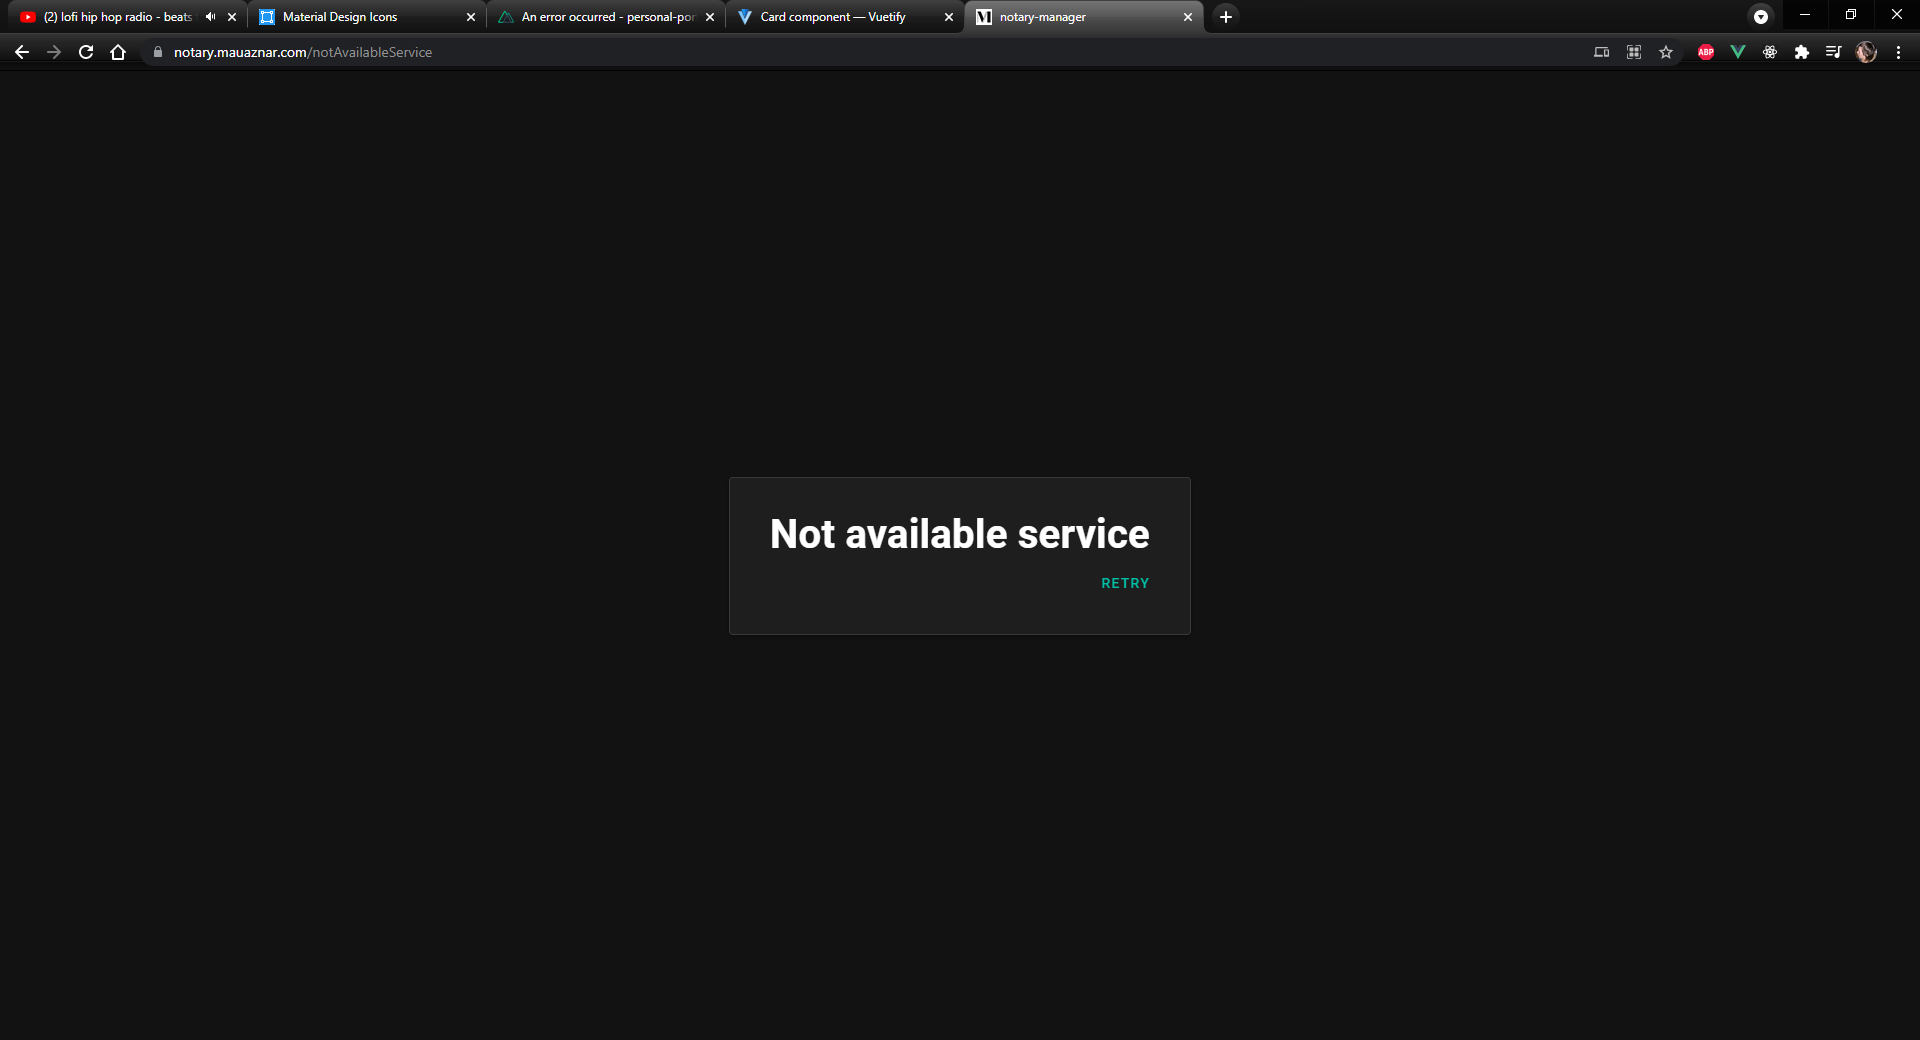 (2) lofi hip hop radio - beats
Material Design Icons
An error occurred - personal-por
Card component — Vuetify
notary-manager
notary.mauaznar.com/notAvailableService
ABP
Not available service
RETRY